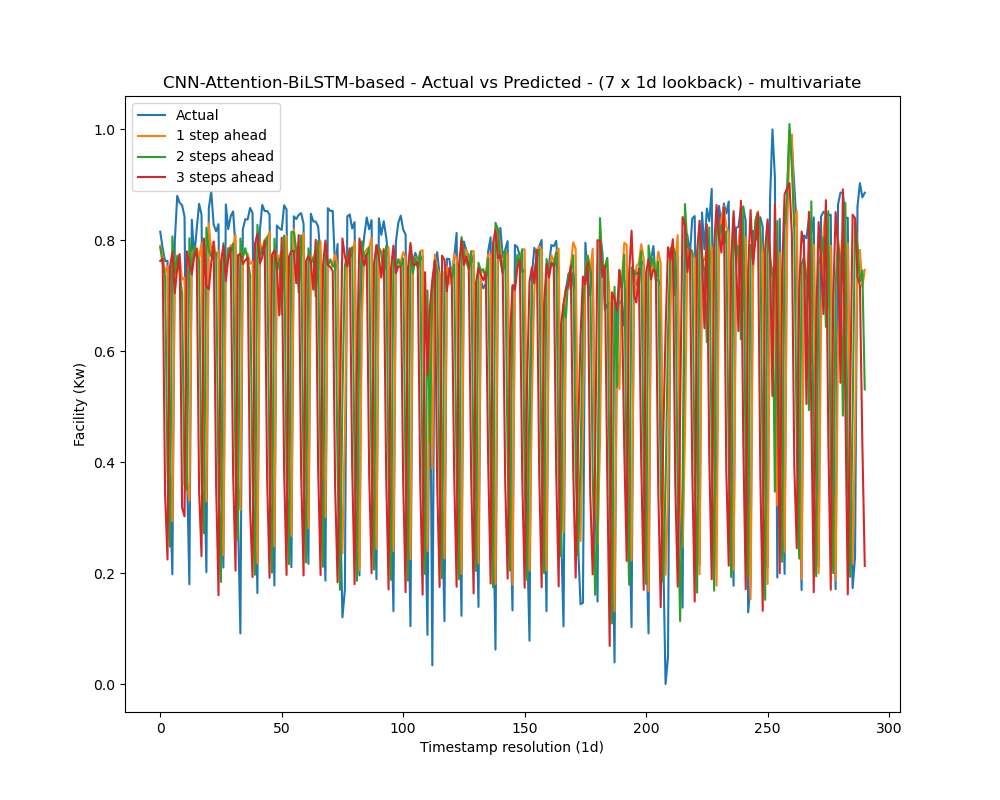 CNN-Attention-BiLSTM-based - Actual vs Predicted - (7 x 1d lookback) - multivariate
Actual
1 step ahead
2 steps ahead
3 steps ahead
1.0
0.8
0.6
0.4
0.2
0.0
Facility (Kw)
0 50 100 150 200 250 300
Timestamp resolution (1d)